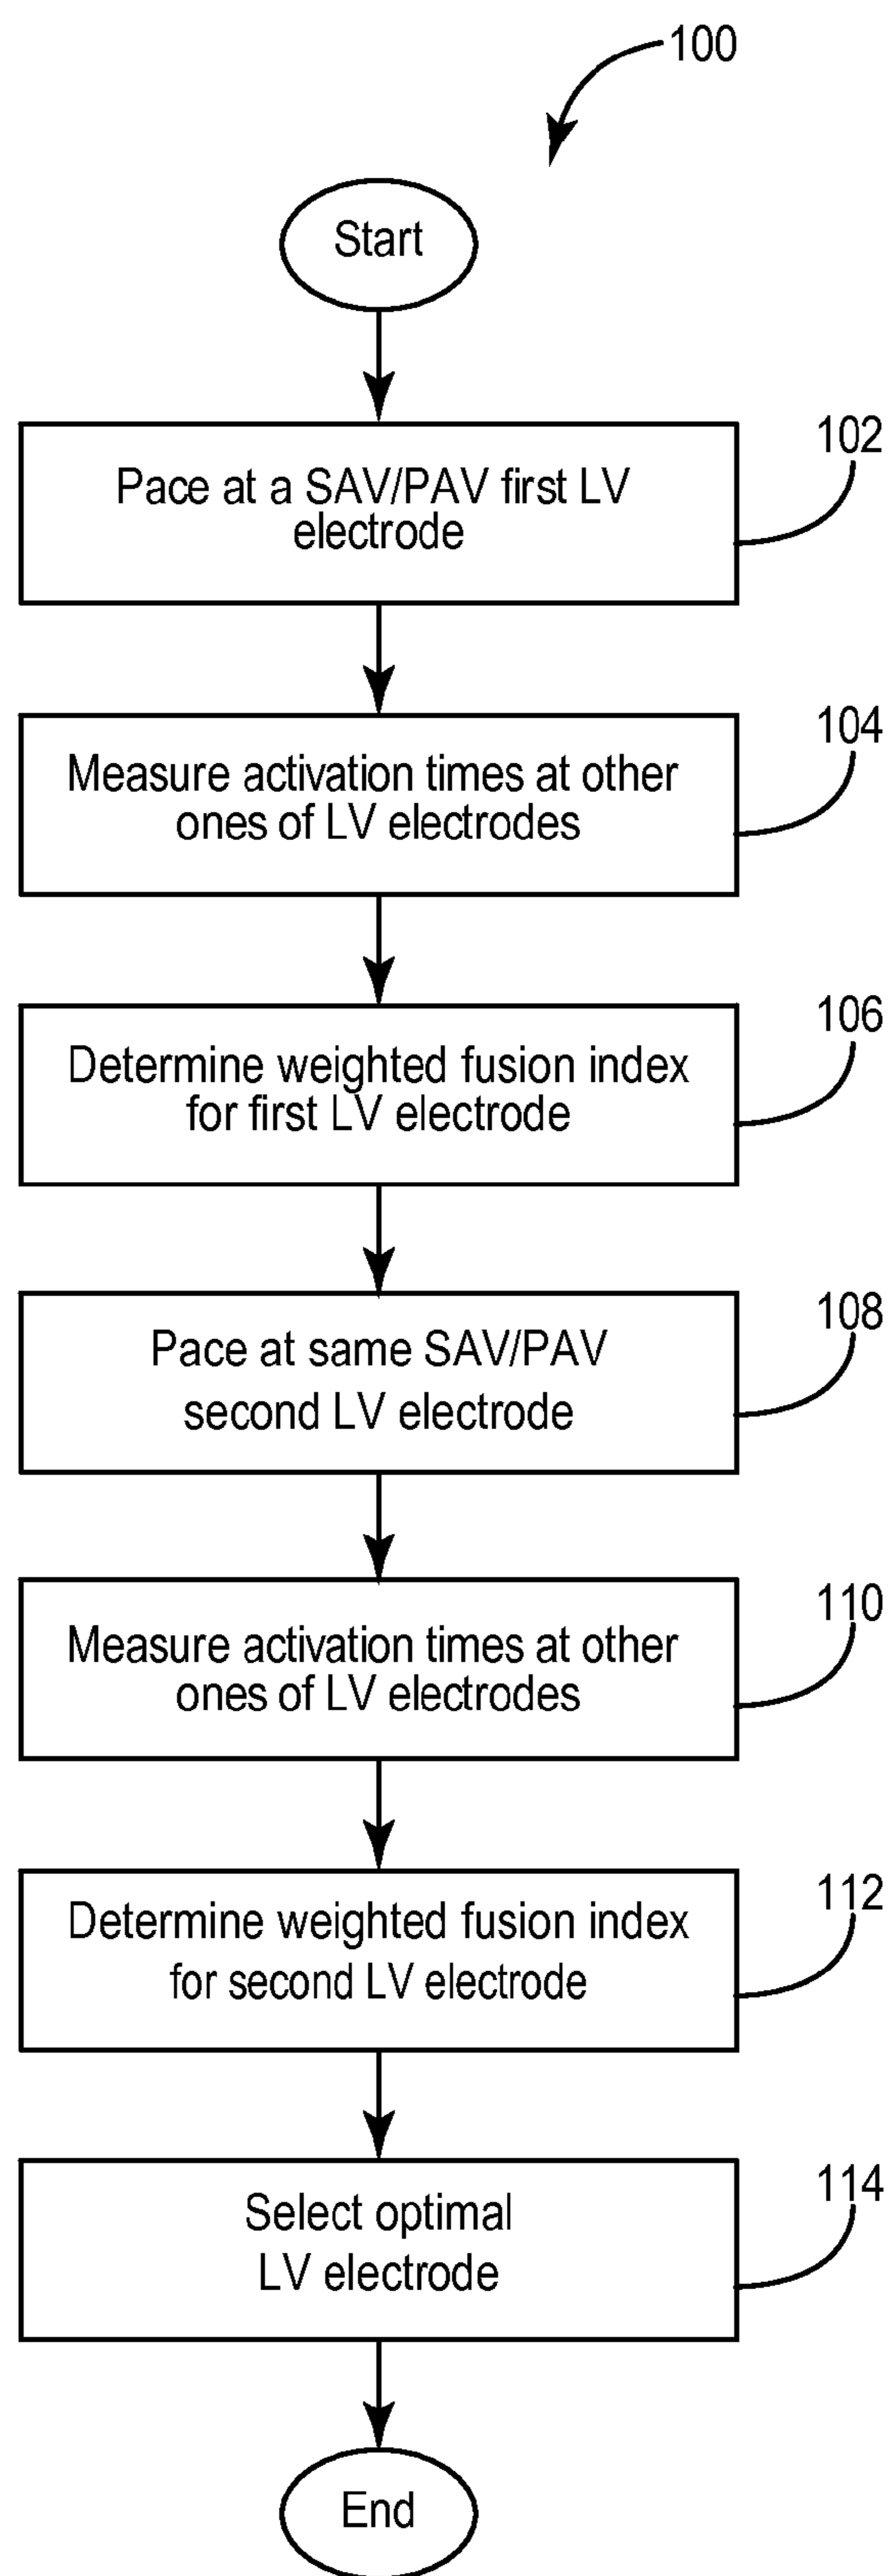 100
Start
102
Pace at a SAV/PAV first LV
electrode
104
Measure activation times at other
ones of LV electrodes
106
Determine weighted fusion index
for first LV electrode
108
Pace at same SAV/PAV
second LV electrode
110
Measure activation times at other
ones of LV electrodes
112
Determine weighted fusion index
for second LV electrode
114
Select optimal
LV electrode
End